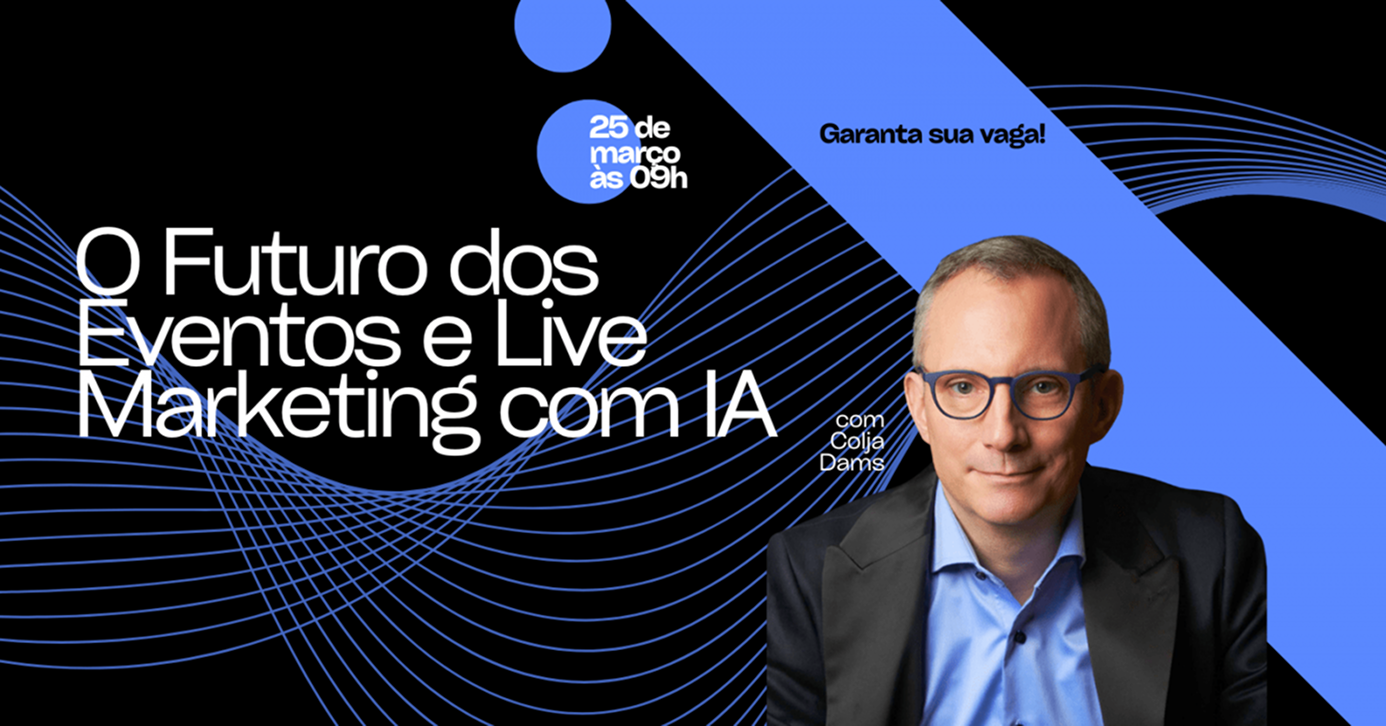 25 de
março
às 09h
Garanta sua vaga!
O Futuro dos
Eventos e Live
Marketing com IA
com
Colja
Dams